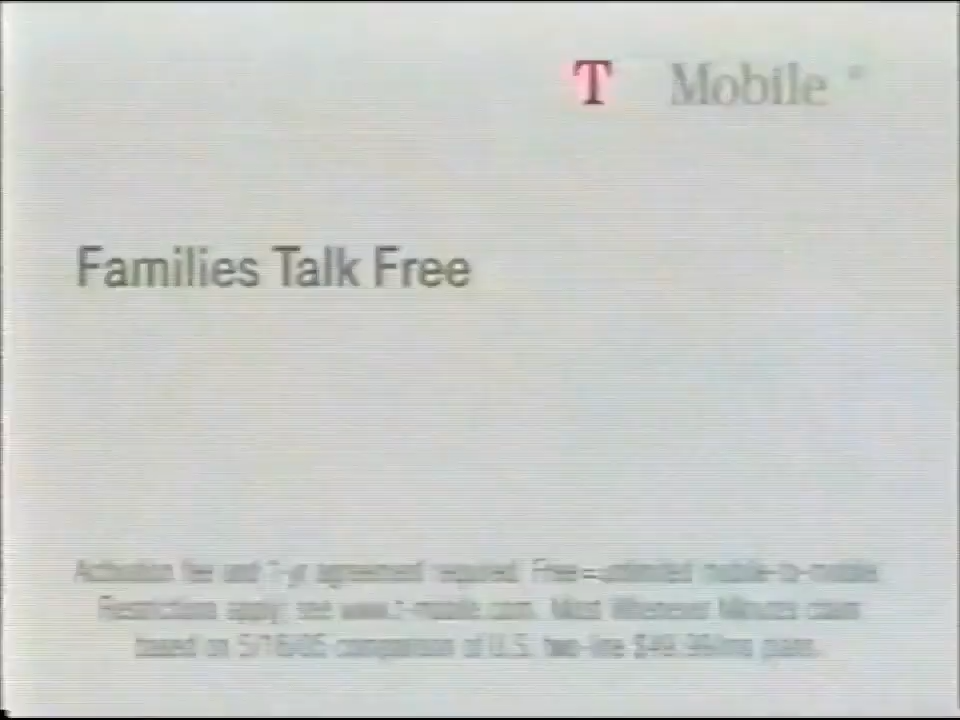 T Mobile ®
Families Talk Free
Activation fee and 1-yr agreement required. Free=unlimited mobile-to-mobile.
Restrictions apply; see www.t-mobile.com. Most Whenever Minutes claim
based on 5/16/05 comparison of U.S. two-line $49.99/mo plans.